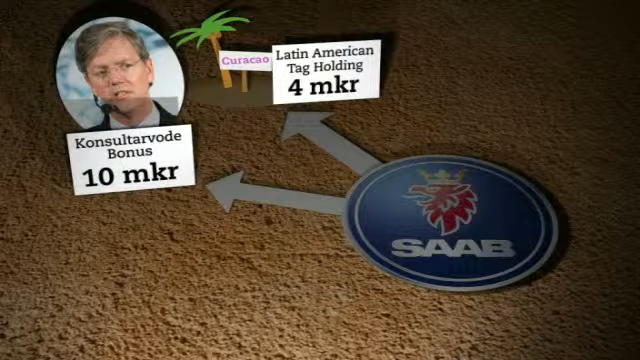 Curacao
Latin American
Tag Holding
4 mkr
Konsultarvode
Bonus
10 mkr
SAAB